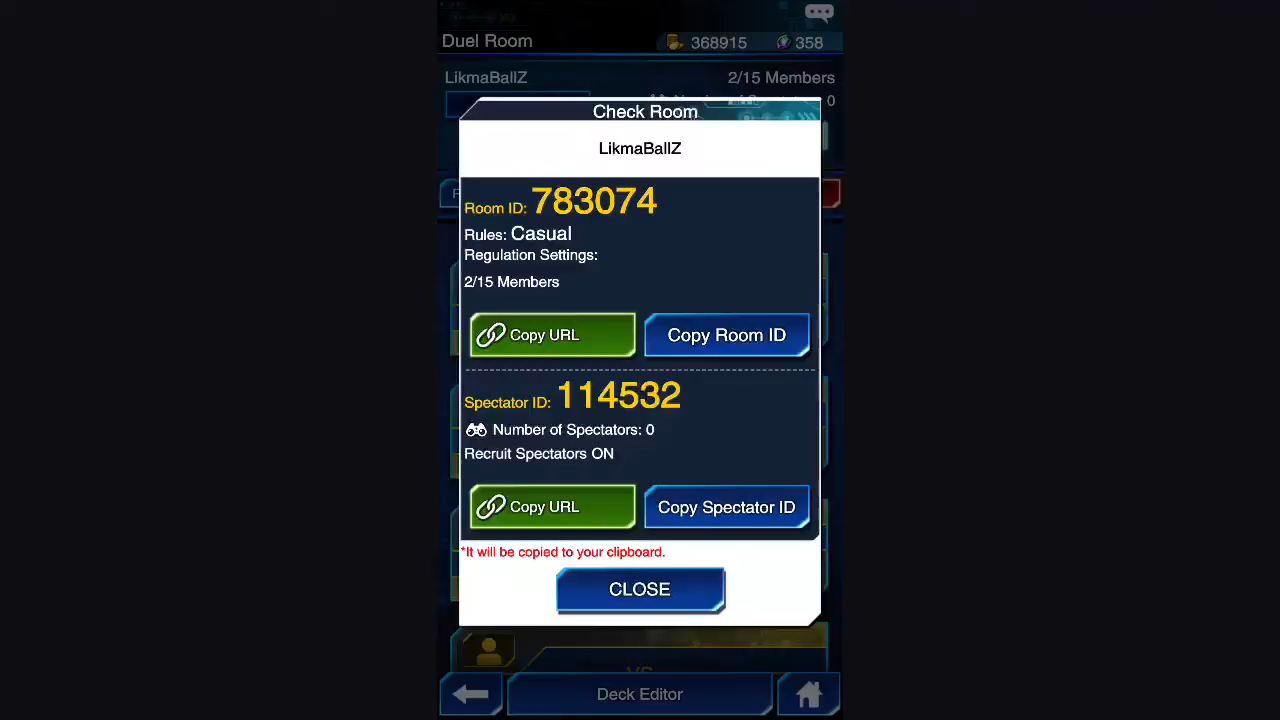 Duel Room
368915
358
LikmaBallZ
2/15 Members
0
Check Room
LikmaBallZ
Room ID: 783074
Rules: Casual
Regulation Settings:
2/15 Members
Copy URL
Copy Room ID
Spectator ID: 114532
Number of Spectators: 0
Recruit Spectators ON
Copy URL
Copy Spectator ID
*It will be copied to your clipboard.
CLOSE
VS
Deck Editor